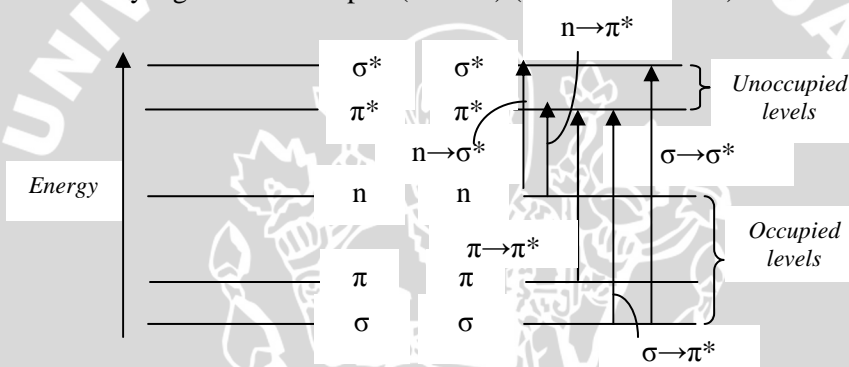 n→π*
σ* σ*
Unoccupied
levels
π* π*
n→σ*
σ→σ*
Energy
n n
Occupied
levels
π→π*
π π
σ σ
σ→π*